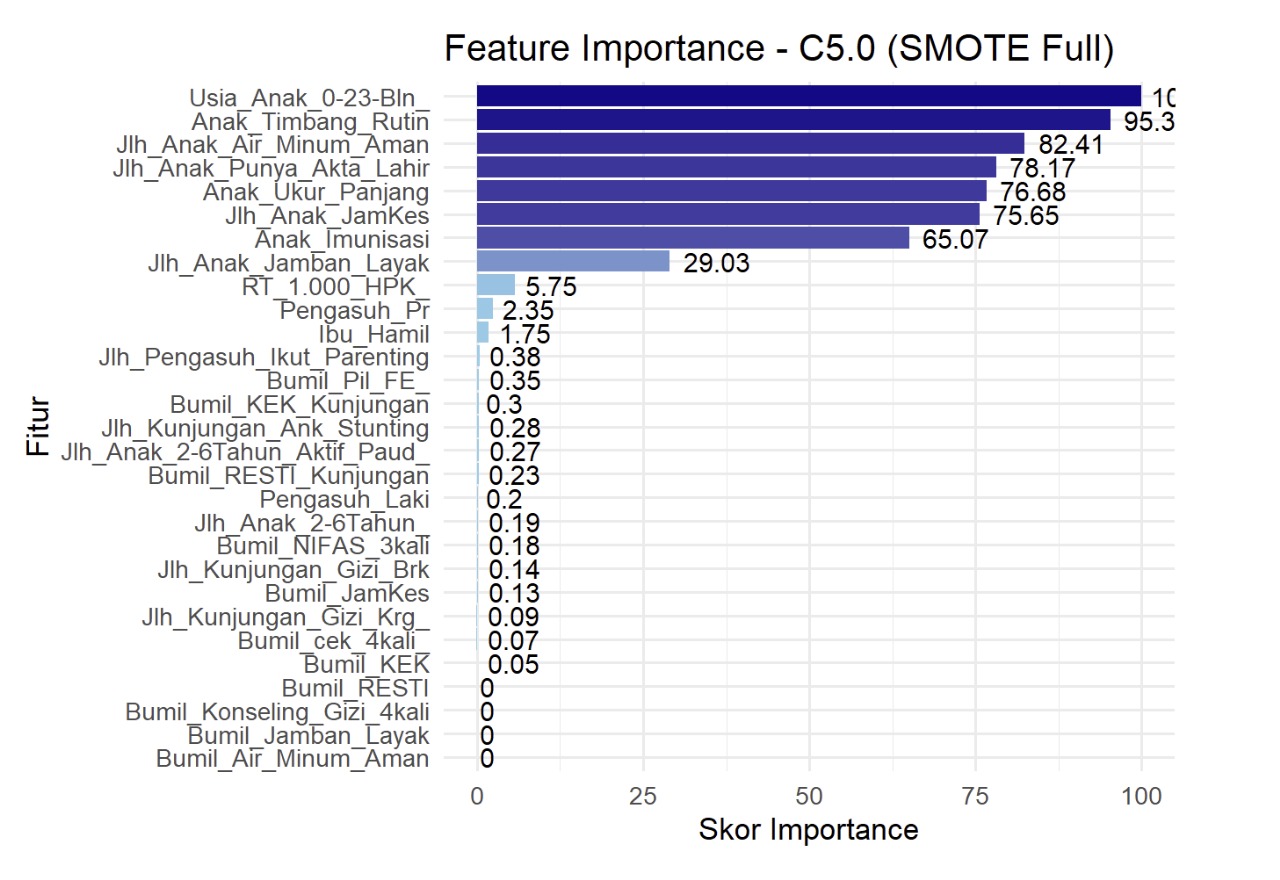 Feature Importance - C5.0 (SMOTE Full)
Usia_Anak_0-23-Bln_ 10
Anak_Timbang_Rutin 95.3
Jlh_Anak_Air_Minum_Aman 82.41
Jlh_Anak_Punya_Akta_Lahir 78.17
Anak_Ukur_Panjang 76.68
Jlh_Anak_JamKes 75.65
Anak_Imunisasi 65.07
Jlh_Anak_Jamban_Layak 29.03
RT_1.000_HPK_ 5.75
Pengasuh_Pr 2.35
Ibu_Hamil 1.75
Jlh_Pengasuh_Ikut_Parenting 0.38
Bumil_Pil_FE_ 0.35
Bumil_KEK_Kunjungan 0.3
Jlh_Kunjungan_Ank_Stunting 0.28
Jlh_Anak_2-6Tahun_Aktif_Paud_ 0.27
Bumil_RESTI_Kunjungan 0.23
Pengasuh_Laki 0.2
Jlh_Anak_2-6Tahun_ 0.19
Bumil_NIFAS_3kali 0.18
Jlh_Kunjungan_Gizi_Brk 0.14
Bumil_JamKes 0.13
Jlh_Kunjungan_Gizi_Krg_ 0.09
Bumil_cek_4kali_ 0.07
Bumil_KEK 0.05
Bumil_RESTI 0
Bumil_Konseling_Gizi_4kali 0
Bumil_Jamban_Layak 0
Bumil_Air_Minum_Aman 0
Fitur
0 25 50 75 100
Skor Importance